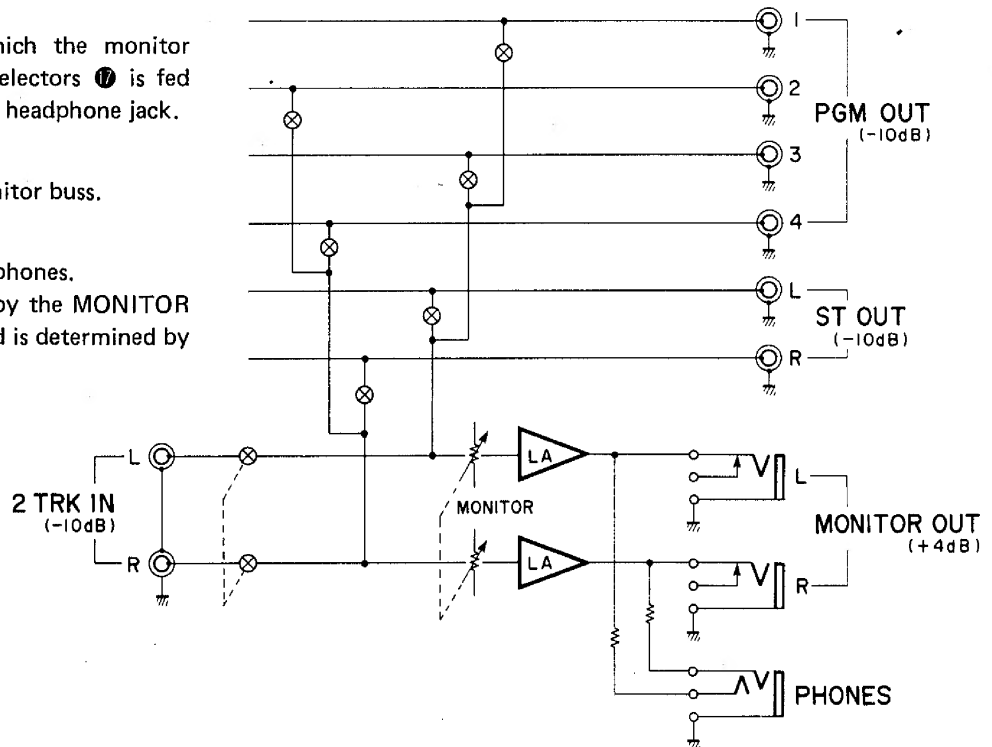 hich the monitor
electors ⓱ is fed
headphone jack.
nitor buss.
phones.
by the MONITOR
d is determined by
1
2
PGM OUT
(-10dB)
3
4
L
ST OUT
(-10dB)
R
L
LA
L
2 TRK IN
(-10dB)
MONITOR
MONITOR OUT
(+4dB)
R
LA
R
PHONES